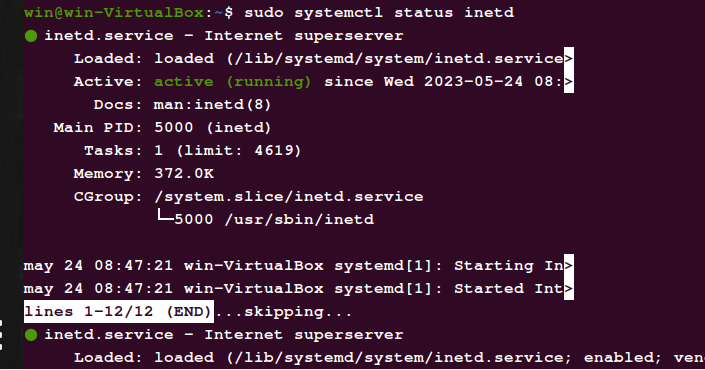 win@win-VirtualBox:~$ sudo systemctl status inetd
● inetd.service - Internet superserver
Loaded: loaded (/lib/systemd/system/inetd.service>
Active: active (running) since Wed 2023-05-24 08:>
Docs: man:inetd(8)
Main PID: 5000 (inetd)
Tasks: 1 (limit: 4619)
Memory: 372.0K
CGroup: /system.slice/inetd.service
└─5000 /usr/sbin/inetd
may 24 08:47:21 win-VirtualBox systemd[1]: Starting In>
may 24 08:47:21 win-VirtualBox systemd[1]: Started Int>
lines 1-12/12 (END)...skipping...
● inetd.service - Internet superserver
Loaded: loaded (/lib/systemd/system/inetd.service; enabled; ven